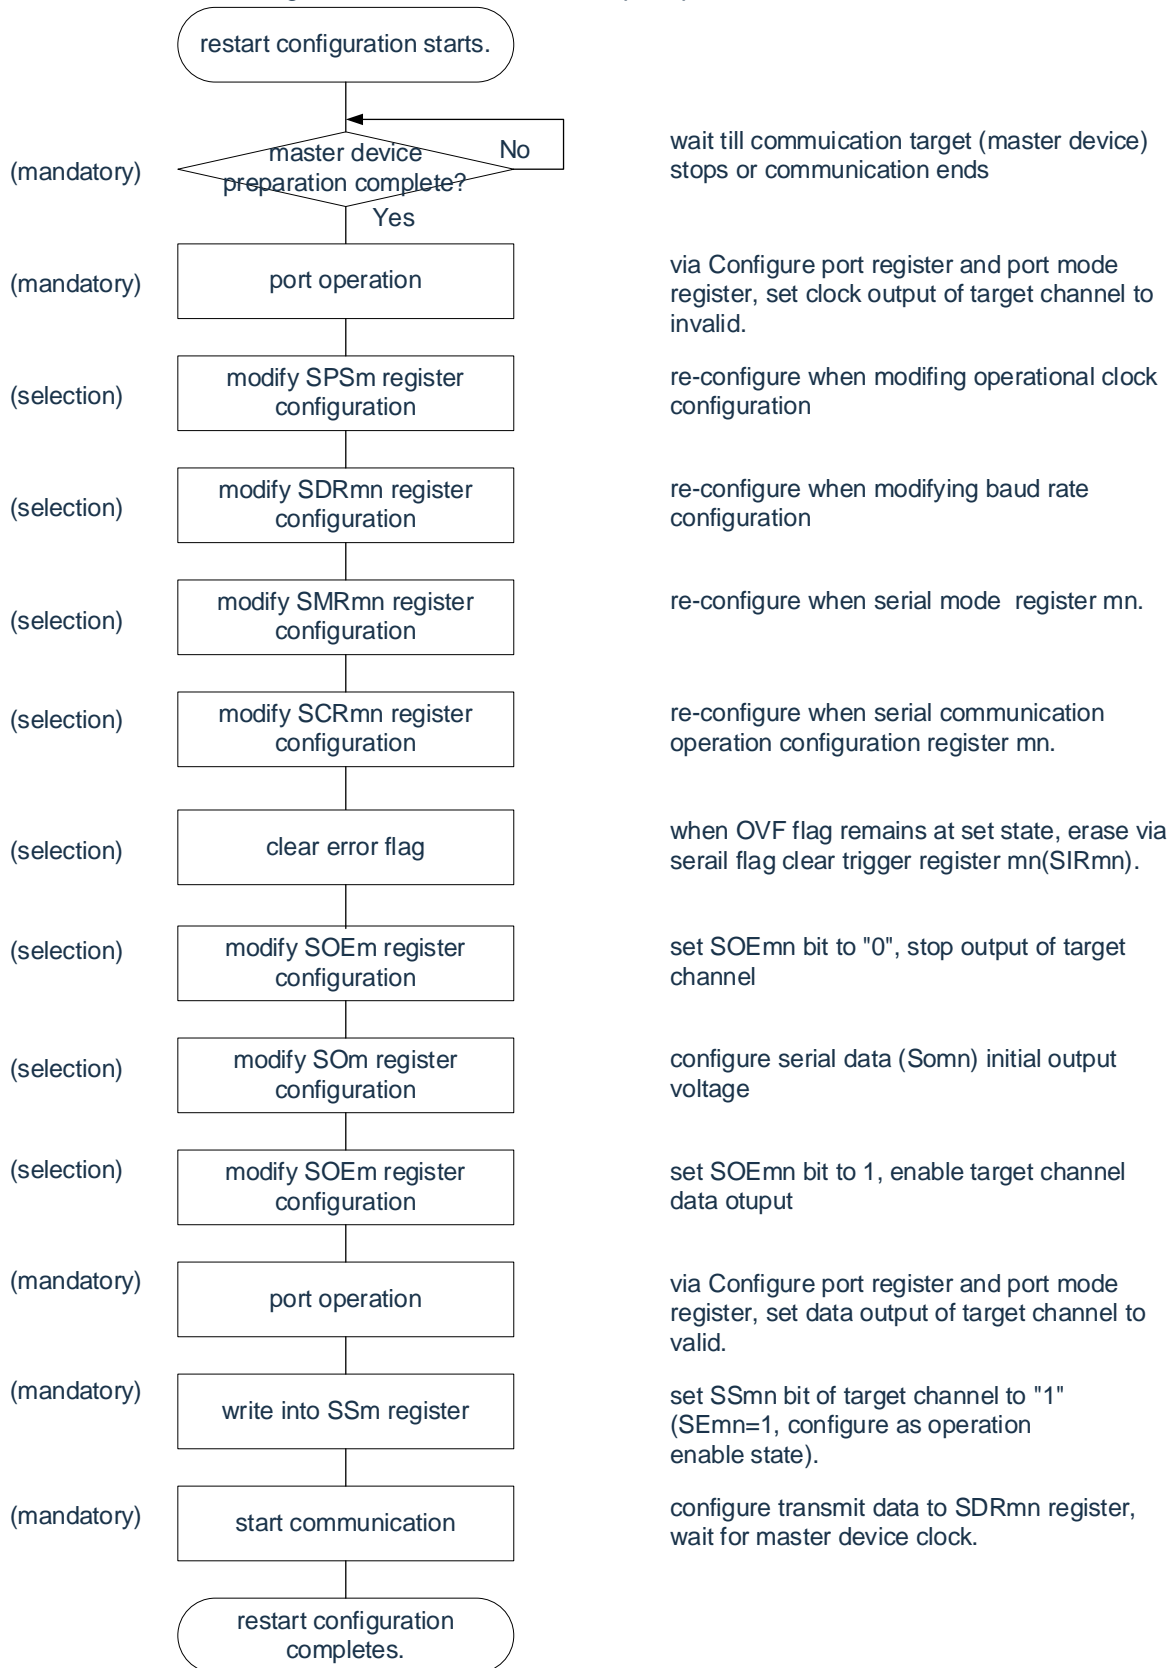 restart configuration starts.
master device
preparation complete?
No
Yes
(mandatory)
wait till commuication target (master device)
stops or communication ends
(mandatory)
port operation
via Configure port register and port mode
register, set clock output of target channel to
invalid.
(selection)
modify SPSm register
configuration
re-configure when modifing operational clock
configuration
(selection)
modify SDRmn register
configuration
re-configure when modifying baud rate
configuration
(selection)
modify SMRmn register
configuration
re-configure when serial mode  register mn.
(selection)
modify SCRmn register
configuration
re-configure when serial communication
operation configuration register mn.
(selection)
clear error flag
when OVF flag remains at set state, erase via
serail flag clear trigger register mn(SIRmn).
(selection)
modify SOEm register
configuration
set SOEmn bit to "0", stop output of target
channel
(selection)
modify SOm register
configuration
configure serial data (Somn) initial output
voltage
(selection)
modify SOEm register
configuration
set SOEmn bit to 1, enable target channel
data otuput
(mandatory)
port operation
via Configure port register and port mode
register, set data output of target channel to
valid.
(mandatory)
write into SSm register
set SSmn bit of target channel to "1"
(SEmn=1, configure as operation
enable state).
(mandatory)
start communication
configure transmit data to SDRmn register,
wait for master device clock.
restart configuration
completes.